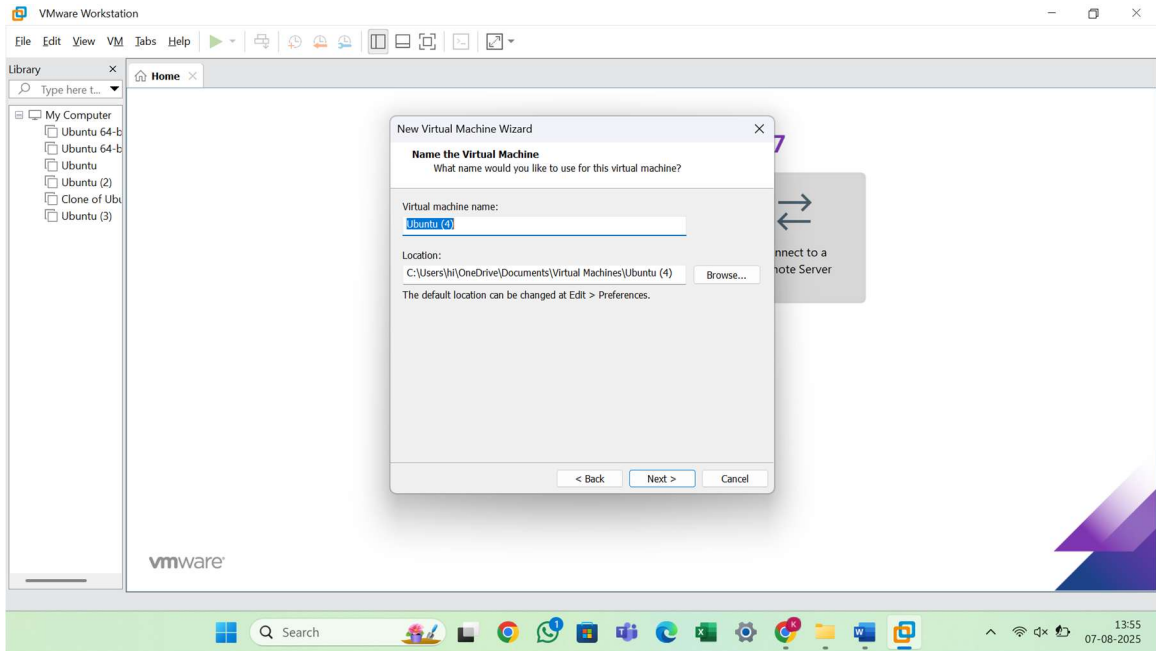 VMware Workstation
File Edit View VM Tabs Help
Library
Type here t...
Home
My Computer
Ubuntu 64-b
Ubuntu 64-b
Ubuntu
Ubuntu (2)
Clone of Ubu
Ubuntu (3)
7
nnect to a
note Server
New Virtual Machine Wizard
Name the Virtual Machine
What name would you like to use for this virtual machine?
Virtual machine name:
Ubuntu (4)
Location:
C:\Users\hi\OneDrive\Documents\Virtual Machines\Ubuntu (4) Browse...
The default location can be changed at Edit > Preferences.
< Back Next > Cancel
vmware
Search
1
K
13:55
07-08-2025